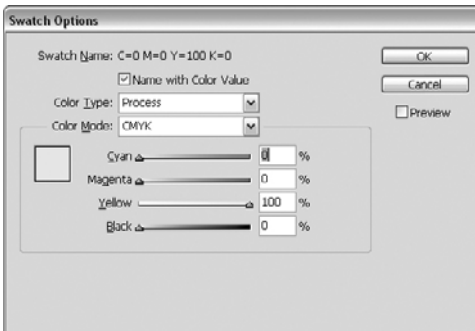 Swatch Options
Swatch Name: C=0 M=0 Y=100 K=0
OK
Name with Color Value
Cancel
Color Type: Process
Preview
Color Mode: CMYK
Cyan 0 %
Magenta 0 %
Yellow 100 %
Black 0 %